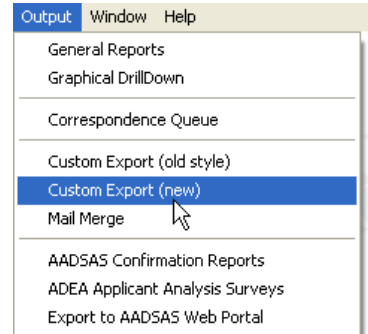 Output Window Help
General Reports
Graphical DrillDown
Correspondence Queue
Custom Export (old style)
Custom Export (new)
Mail Merge
AADSAS Confirmation Reports
ADEA Applicant Analysis Surveys
Export to AADSAS Web Portal